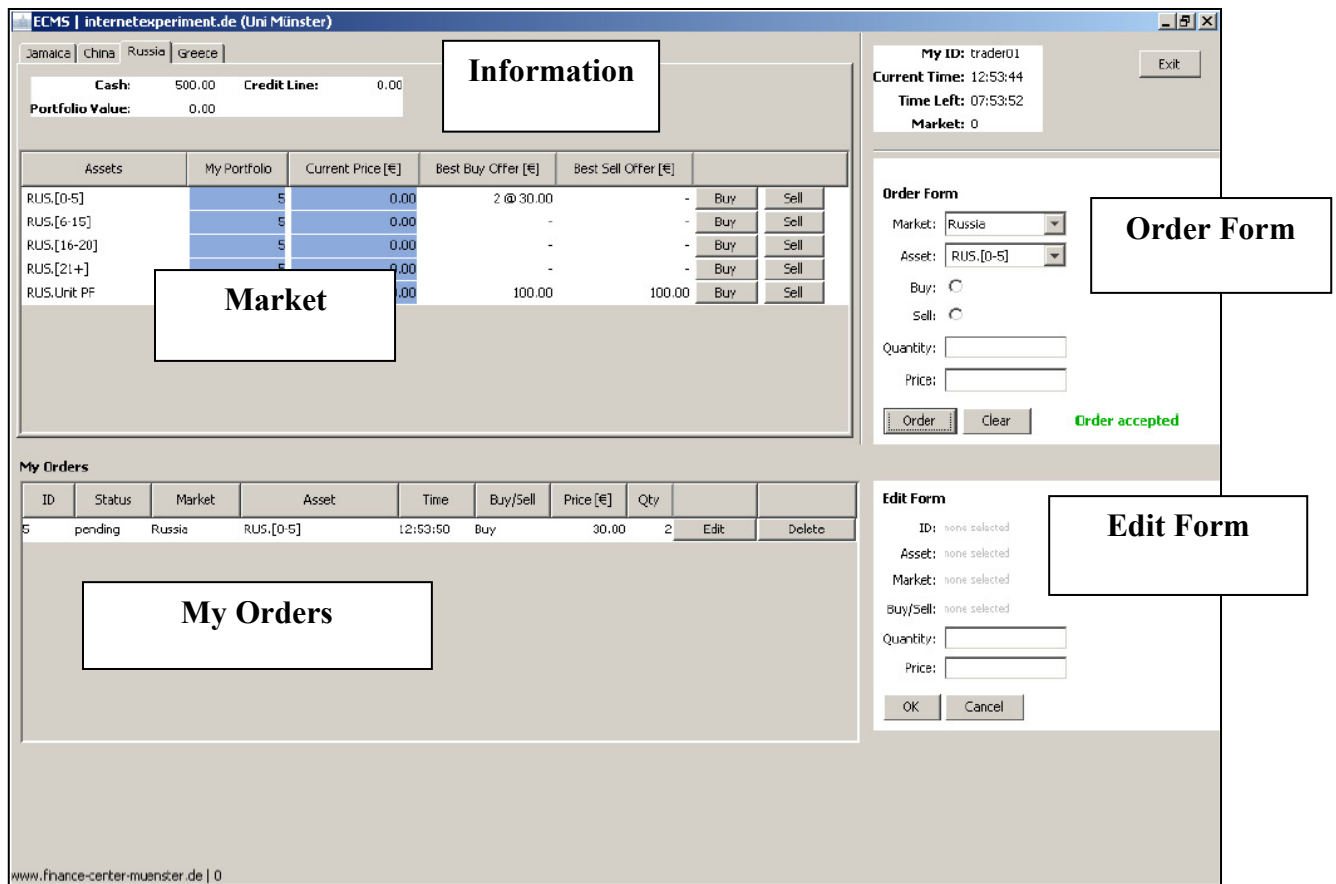 ECMS | internetexperiment.de (Uni Münster)
Jamaica China Russia Greece
Information
Cash: 500.00 Credit Line: 0.00
Portfolio Value: 0.00
My ID: trader01
Current Time: 12:53:44
Time Left: 07:53:52
Market: 0
Exit
Assets My Portfolo Current Price [€] Best Buy Offer [€] Best Sell Offer [€]
RUS.[0-5] 5 0.00 2 @ 30.00 - Buy Sell
RUS.[6-15] 5 0.00 - - Buy Sell
RUS.[16-20] 5 0.00 - - Buy Sell
RUS.[21+] 5 0.00 - - Buy Sell
RUS.Unit PF 0.00 100.00 100.00 Buy Sell
Market
Order Form
Market: Russia
Asset: RUS.[0-5]
Buy:
Sell:
Quantity:
Price:
Order Clear Order accepted
Order Form
My Orders
ID Status Market Asset Time Buy/Sell Price [€] Qty
5 pending Russia RUS.[0-5] 12:53:50 Buy 30.00 2 Edit Delete
My Orders
Edit Form
ID: none selected
Asset: none selected
Market: none selected
Buy/Sell: none selected
Quantity:
Price:
OK Cancel
Edit Form
www.finance-center-muenster.de | 0